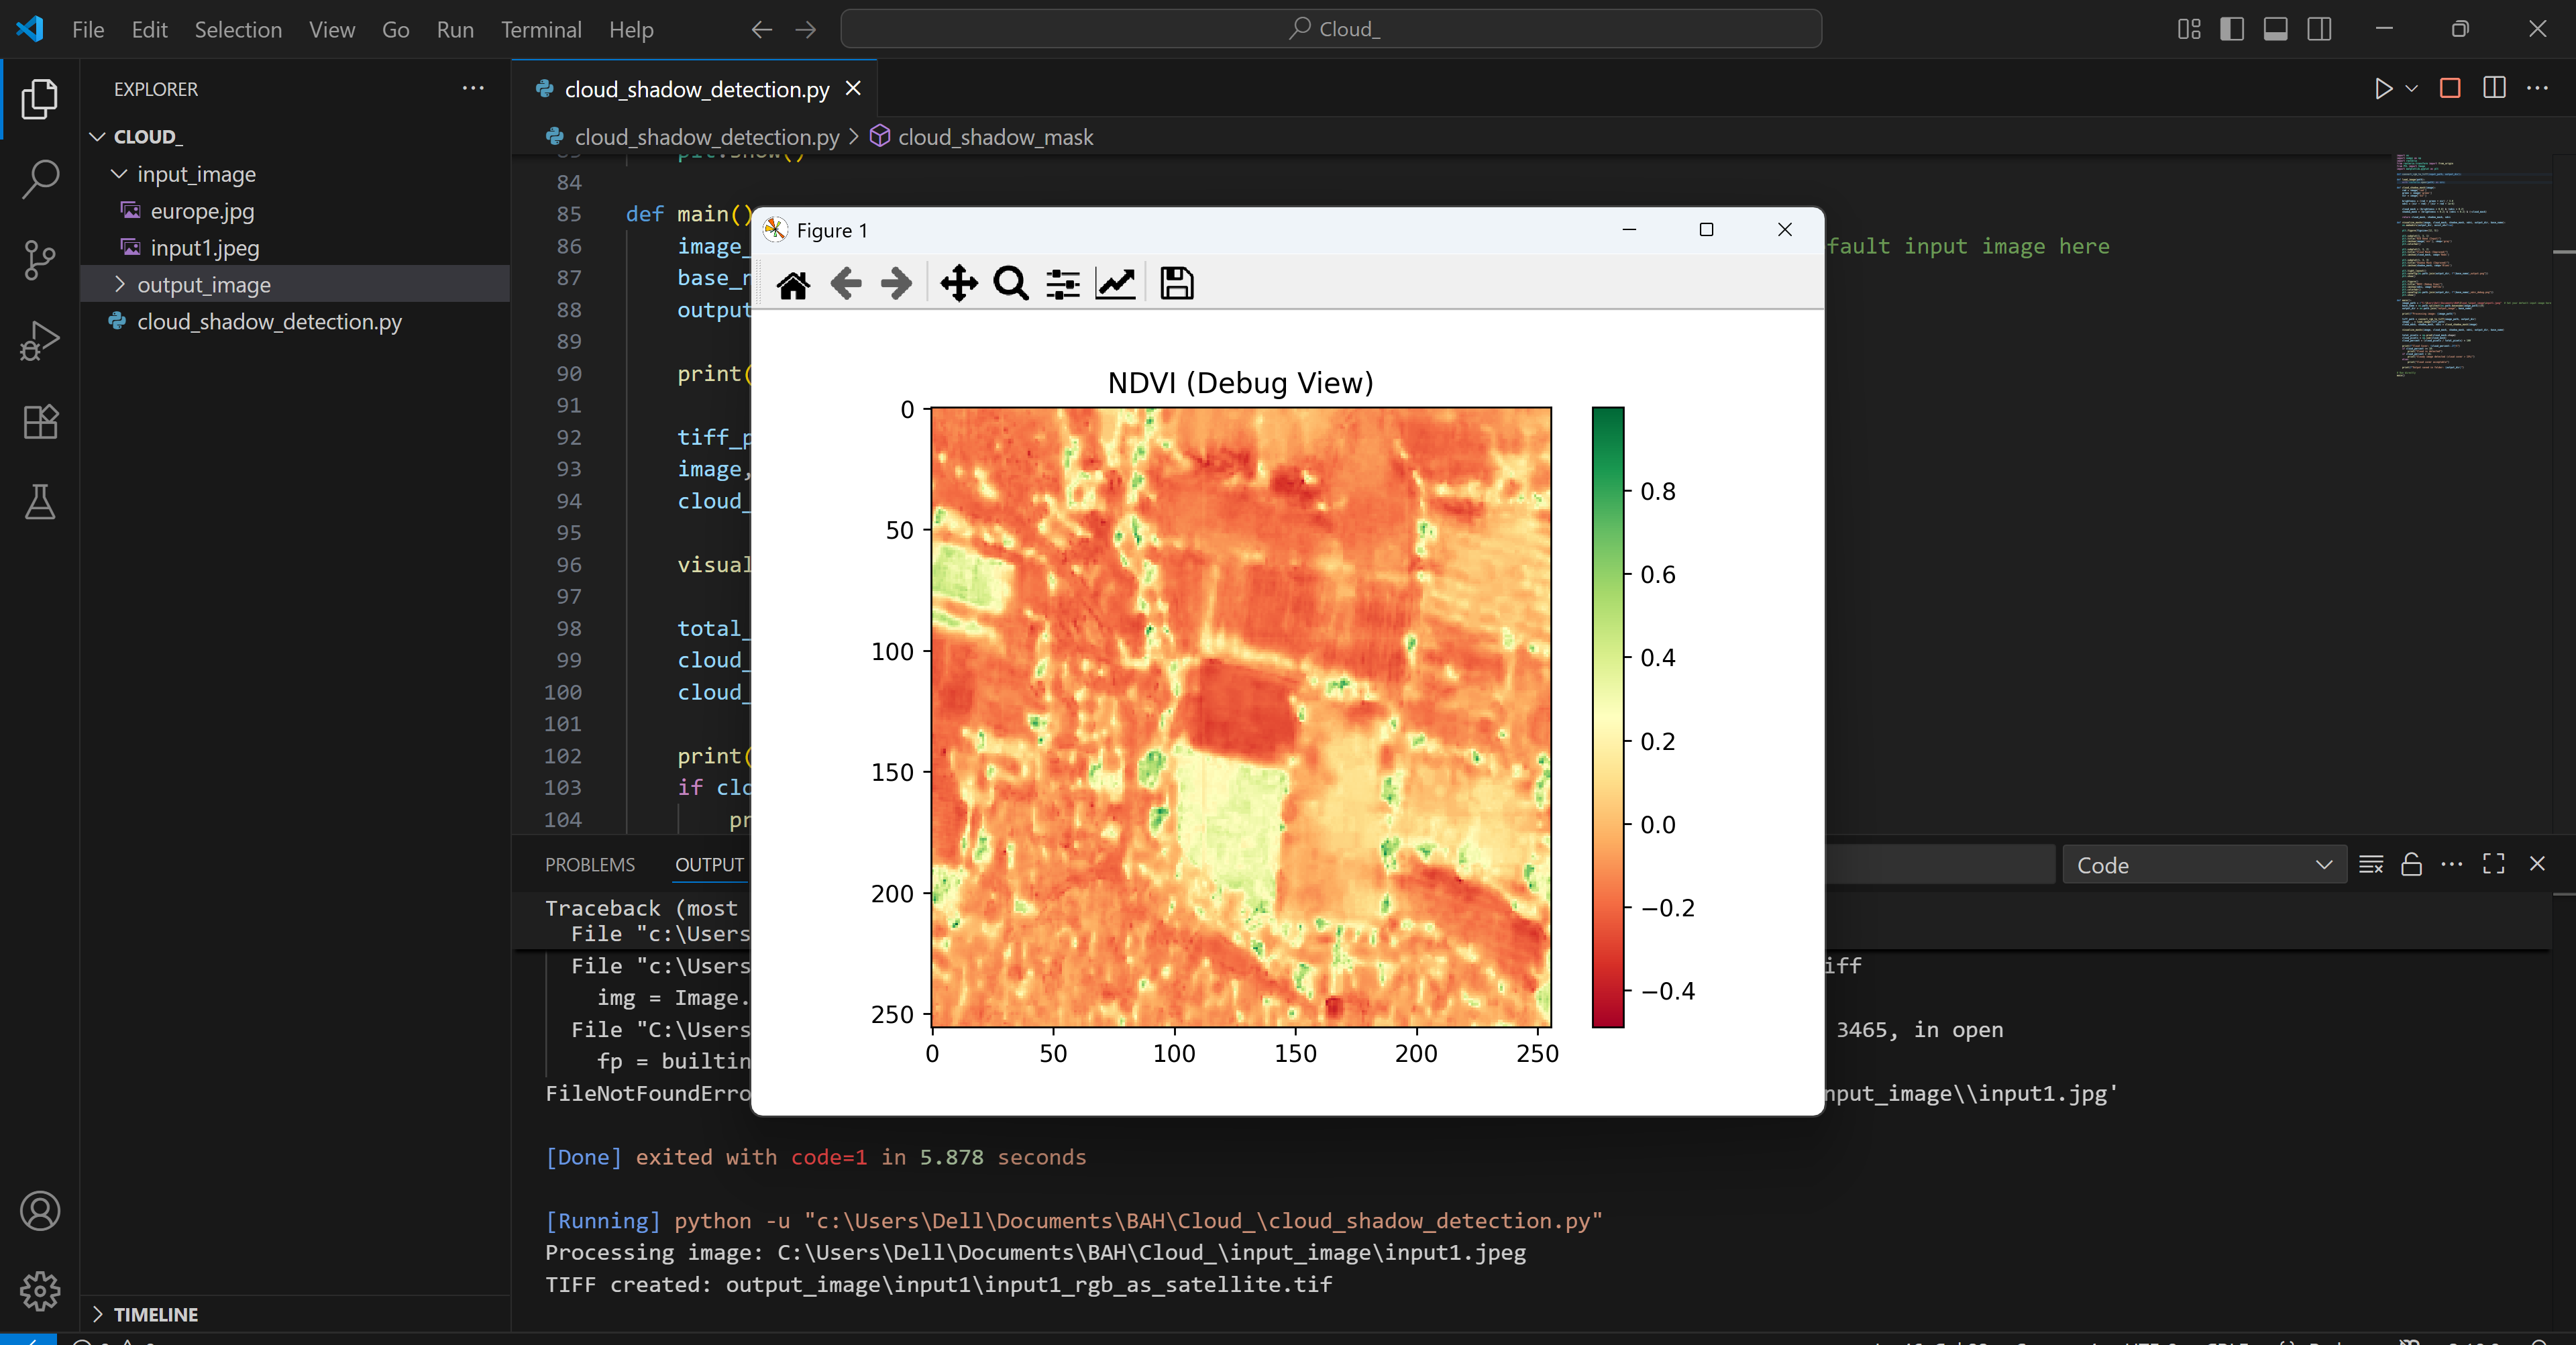 File Edit Selection View Go Run Terminal Help
Cloud_
EXPLORER
CLOUD_
input_image
europe.jpg
input1.jpeg
output_image
cloud_shadow_detection.py
TIMELINE
cloud_shadow_detection.py
cloud_shadow_detection.py > cloud_shadow_mask
84
85 def main()
86 image_ fault input image here
87 base_
88 output
89
90 print(
91
92 tiff_p
93 image,
94 cloud_
95
96 visual
97
98 total_
99 cloud_
100 cloud_
101
102 print(
103 if clo
104 pr
Figure 1
NDVI (Debug View)
0
50
100
150
200
250
0 50 100 150 200 250
0.8
0.6
0.4
0.2
0.0
−0.2
−0.4
PROBLEMS OUTPUT
Code
Traceback (most
File "c:\Users
File "c:\Users iff
img = Image.
File "C:\Users 3465, in open
fp = builtin
FileNotFoundErro nput_image\\input1.jpg'
[Done] exited with code=1 in 5.878 seconds
[Running] python -u "c:\Users\Dell\Documents\BAH\Cloud_\cloud_shadow_detection.py"
Processing image: C:\Users\Dell\Documents\BAH\Cloud_\input_image\input1.jpeg
TIFF created: output_image\input1\input1_rgb_as_satellite.tif